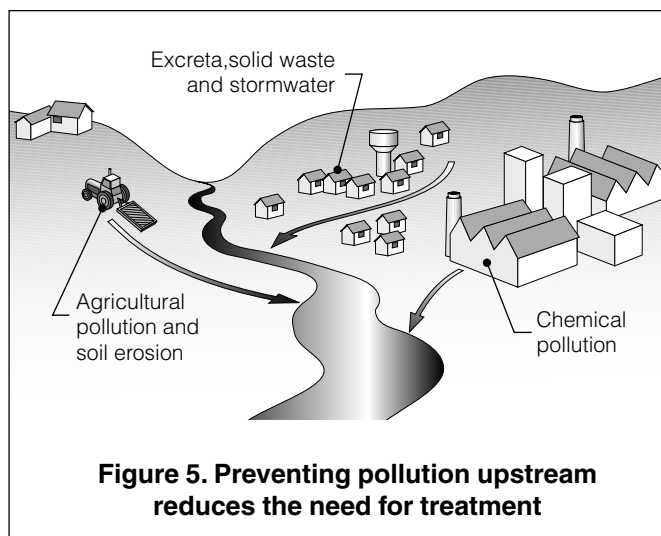 Excreta,solid waste
and stormwater
Agricultural
pollution and
soil erosion
Chemical
pollution
Figure 5. Preventing pollution upstream
reduces the need for treatment